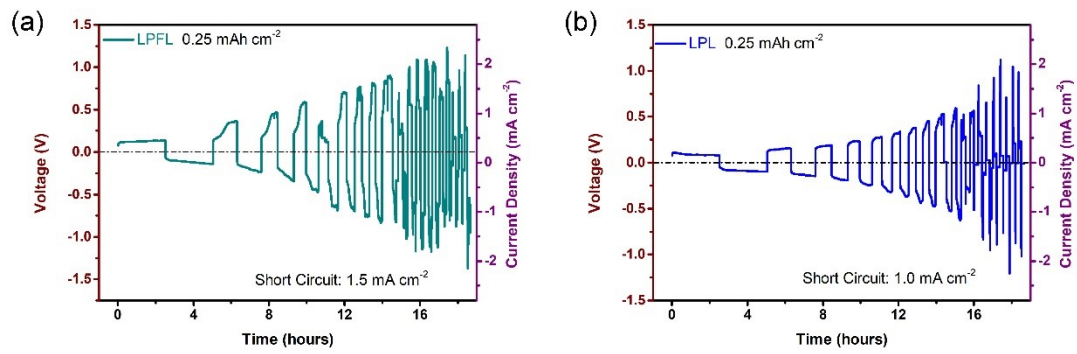 (a)
LPFL 0.25 mAh cm-2
Voltage (V)
1.5
1.0
0.5
0.0
-0.5
-1.0
-1.5
Current Density (mA cm-2)
2
1
0
-1
-2
Short Circuit: 1.5 mA cm-2
0 4 8 12 16
Time (hours)
(b)
LPL 0.25 mAh cm-2
Voltage (V)
1.5
1.0
0.5
0.0
-0.5
-1.0
-1.5
Current Density (mA cm-2)
2
1
0
-1
-2
Short Circuit: 1.0 mA cm-2
0 4 8 12 16
Time (hours)